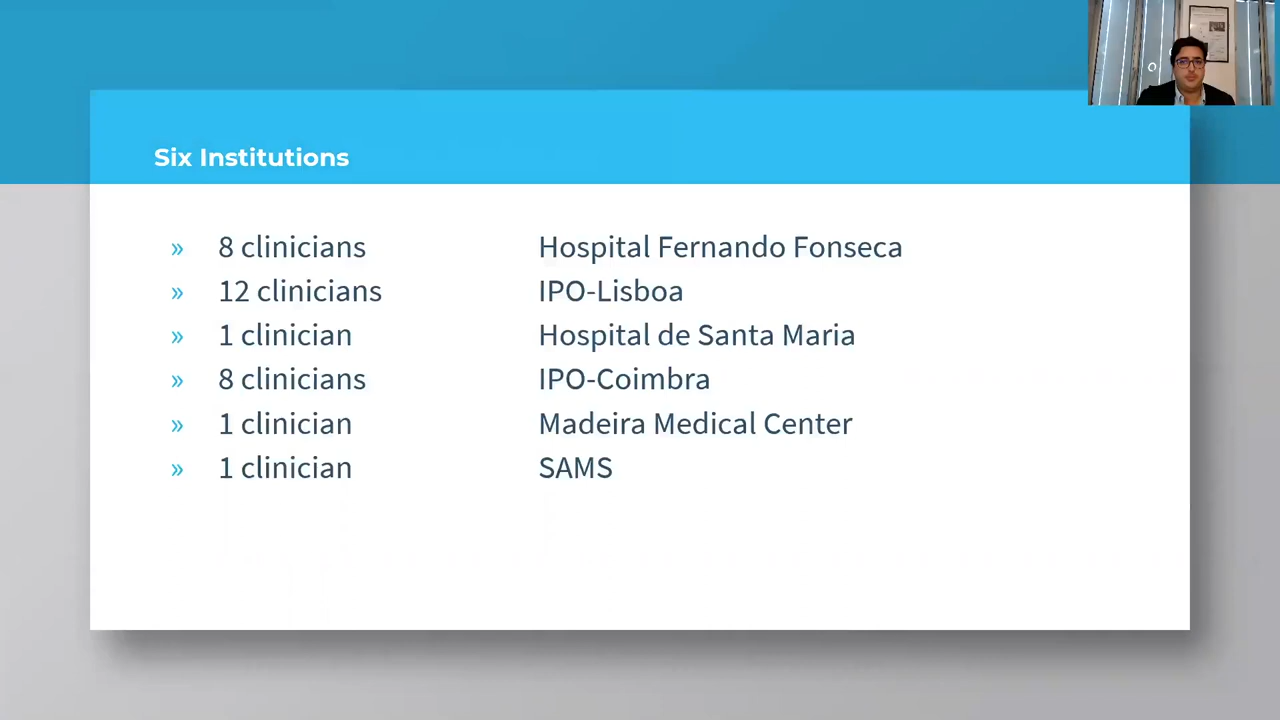 Six Institutions
» 8 clinicians Hospital Fernando Fonseca
» 12 clinicians IPO-Lisboa
» 1 clinician Hospital de Santa Maria
» 8 clinicians IPO-Coimbra
» 1 clinician Madeira Medical Center
» 1 clinician SAMS